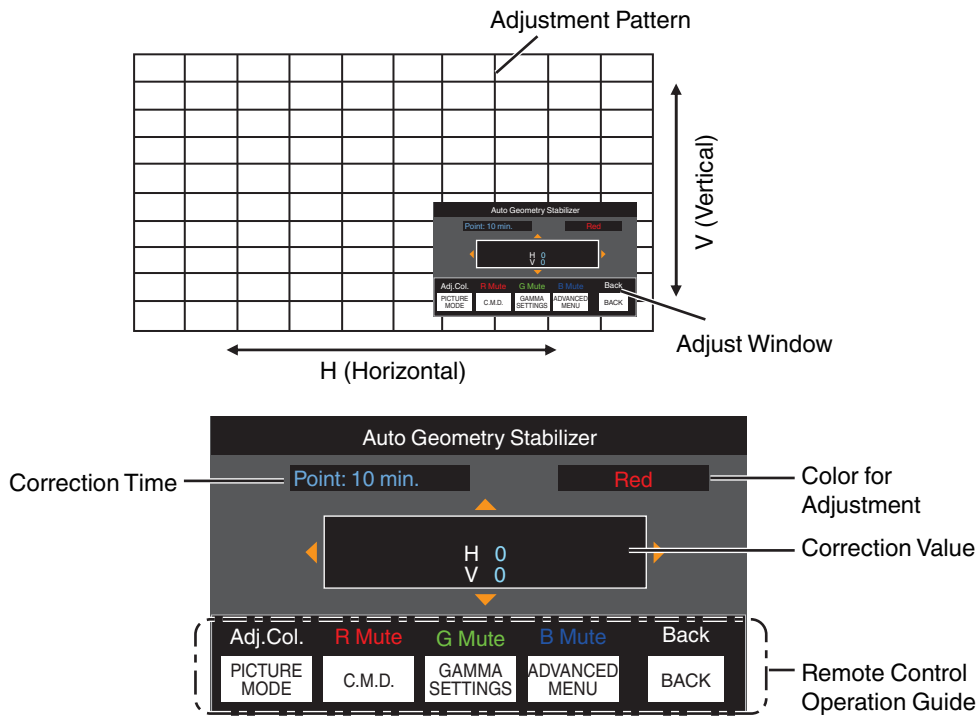 Adjustment Pattern
V (Vertical)
Auto Geometry Stabilizer
Point: 10 min.
Red
H 0
V 0
Adj.Col. R Mute G Mute B Mute Back
PICTURE
MODE
C.M.D.
GAMMA
SETTINGS
ADVANCED
MENU
BACK
Adjust Window
H (Horizontal)
Auto Geometry Stabilizer
Correction Time
Point: 10 min.
Red
Color for
Adjustment
Correction Value
H 0
V 0
Adj.Col. R Mute G Mute B Mute Back
PICTURE
MODE
C.M.D.
GAMMA
SETTINGS
ADVANCED
MENU
BACK
Remote Control
Operation Guide